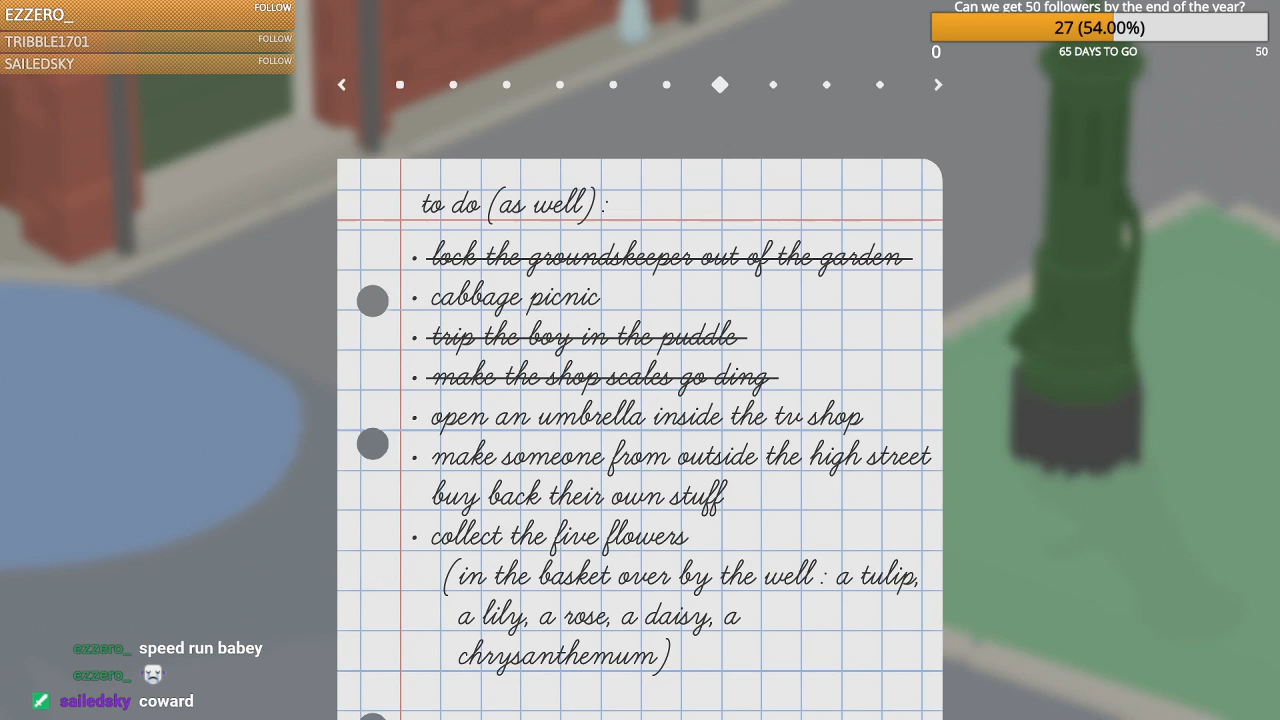 EZZERO_ FOLLOW
TRIBBLE1701 FOLLOW
SAILEDSKY FOLLOW
Can we get 50 followers by the end of the year?
27 (54.00%)
0 65 DAYS TO GO 50
to do (as well) :
• lock the groundskeeper out of the garden
• cabbage picnic
• trip the boy in the puddle
• make the shop scales go ding
• open an umbrella inside the tv shop
• make someone from outside the high street
buy back their own stuff
• collect the five flowers
(in the basket over by the well : a tulip,
a lily, a rose, a daisy, a
chrysanthemum)
ezzero_ speed run babey
ezzero_
sailedsky coward